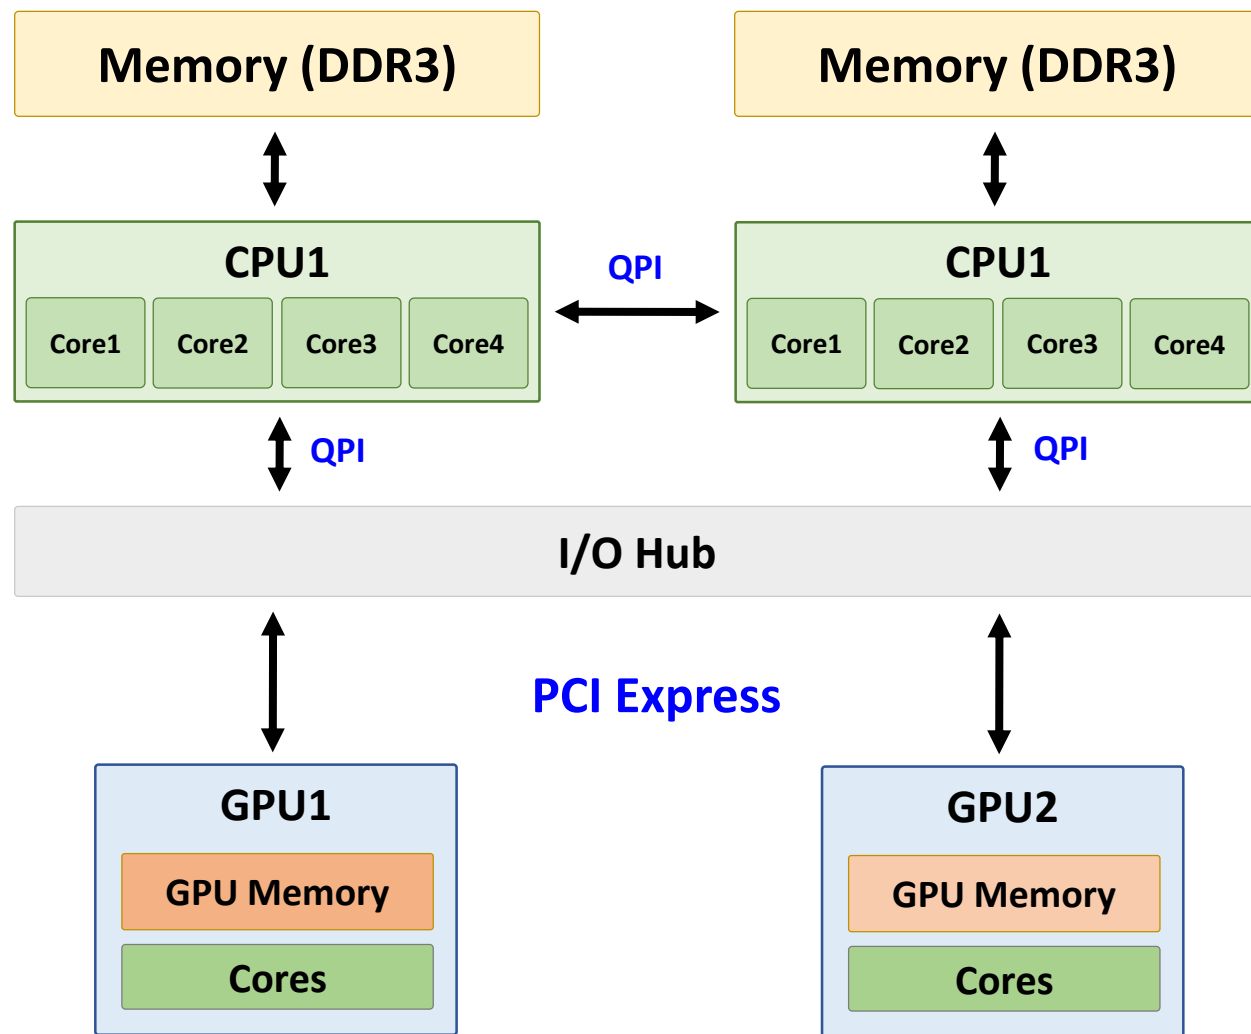 Memory (DDR3)
Memory (DDR3)
CPU1
Core1
Core2
Core3
Core4
QPI
CPU1
Core1
Core2
Core3
Core4
QPI
QPI
I/O Hub
PCI Express
GPU1
GPU Memory
Cores
GPU2
GPU Memory
Cores